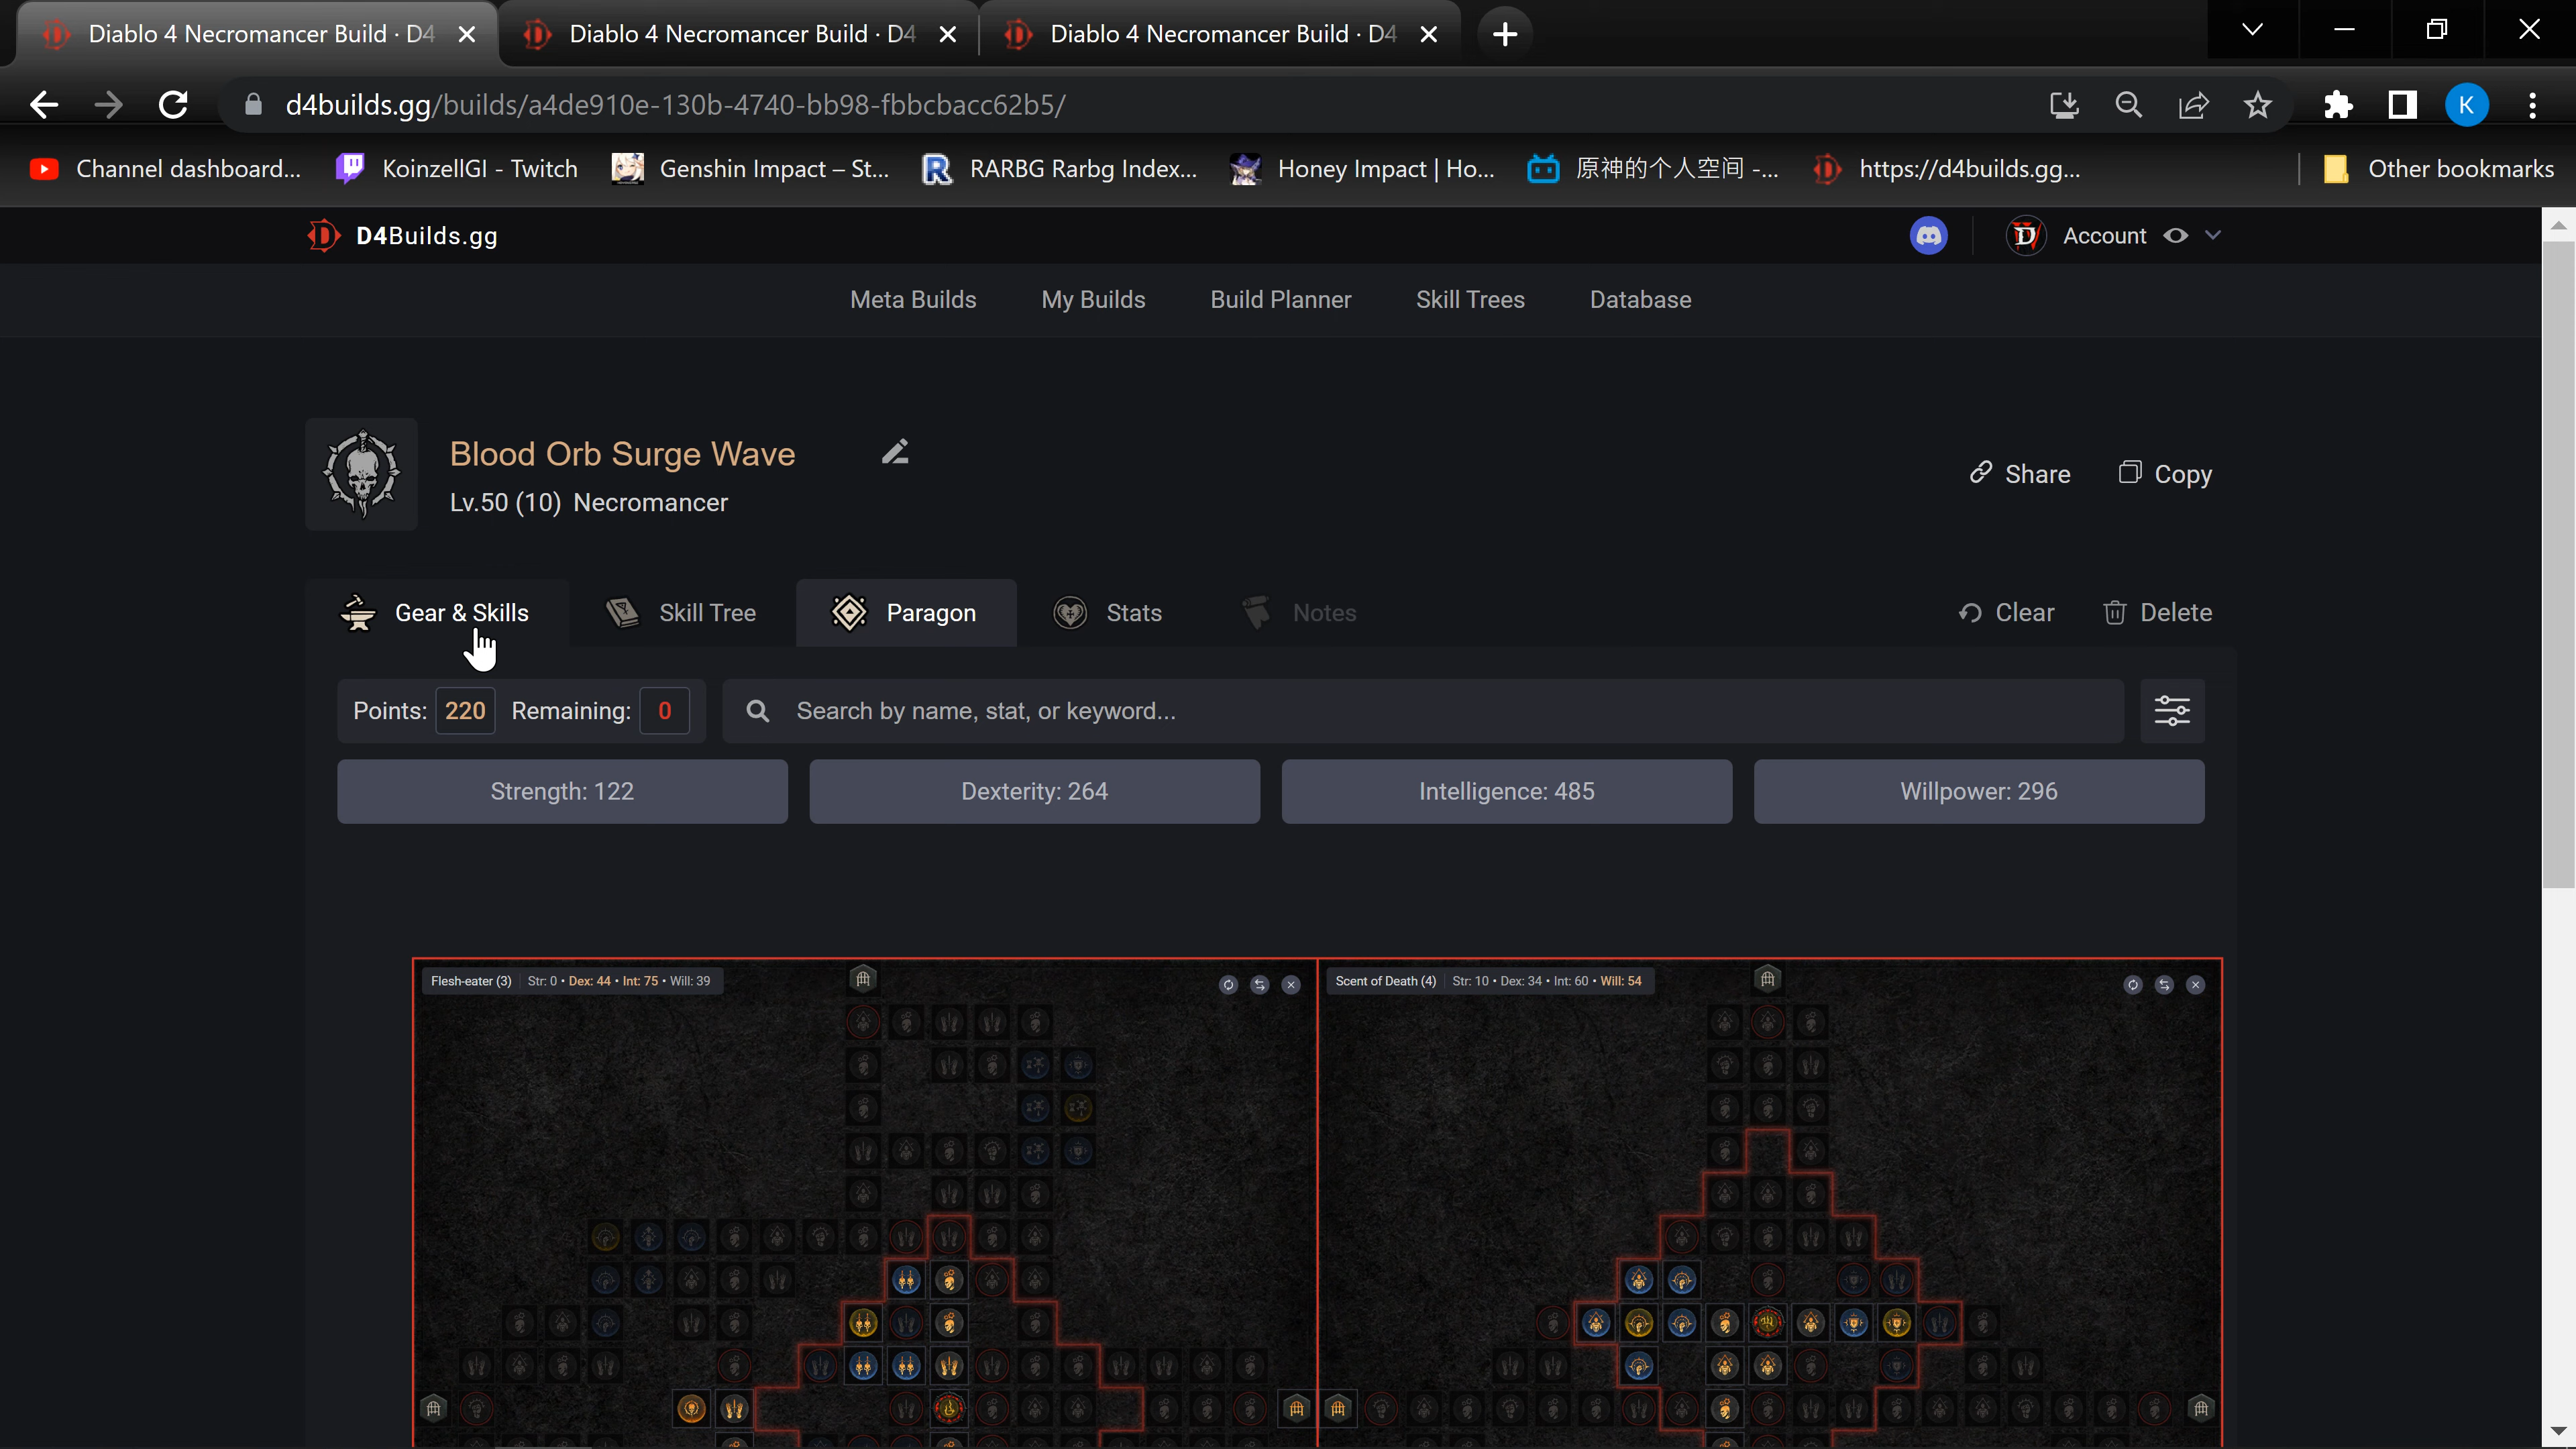 Diablo 4 Necromancer Build · D4
Diablo 4 Necromancer Build · D4
Diablo 4 Necromancer Build · D4
d4builds.gg/builds/a4de910e-130b-4740-bb98-fbbcbacc62b5/
K
Channel dashboard...
KoinzellGI - Twitch
Genshin Impact – St...
RARBG Rarbg Index...
Honey Impact | Ho...
原神的个人空间 -...
https://d4builds.gg...
Other bookmarks
D4Builds.gg
Account
Meta Builds
My Builds
Build Planner
Skill Trees
Database
Blood Orb Surge Wave
Lv.50 (10) Necromancer
Share
Copy
Gear & Skills
Skill Tree
Paragon
Stats
Notes
Clear
Delete
Points: 220 Remaining: 0
Search by name, stat, or keyword...
Strength: 122
Dexterity: 264
Intelligence: 485
Willpower: 296
Flesh-eater (3) Str: 0 • Dex: 44 • Int: 75 • Will: 39
Scent of Death (4) Str: 10 • Dex: 34 • Int: 60 • Will: 54